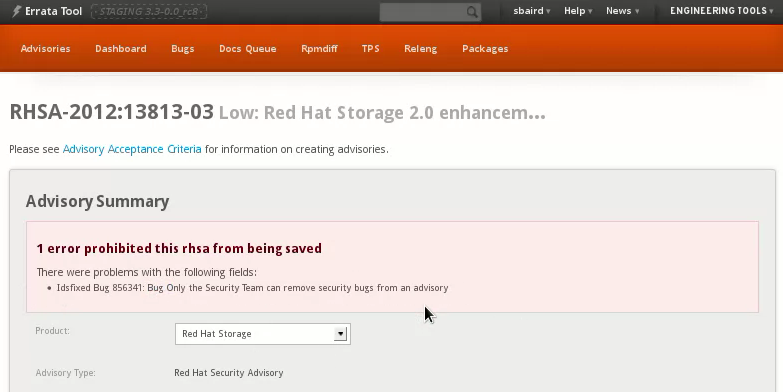 Errata Tool · STAGING 3.3-0.0_rc8 · sbaird ▾ Help ▾ News ▾ ENGINEERING TOOLS ▾
Advisories Dashboard Bugs Docs Queue Rpmdiff TPS Releng Packages
RHSA-2012:13813-03 Low: Red Hat Storage 2.0 enhancem...
Please see Advisory Acceptance Criteria for information on creating advisories.
Advisory Summary
1 error prohibited this rhsa from being saved
There were problems with the following fields:
• Idsfixed Bug 856341: Bug Only the Security Team can remove security bugs from an advisory
Product: Red Hat Storage
Advisory Type: Red Hat Security Advisory